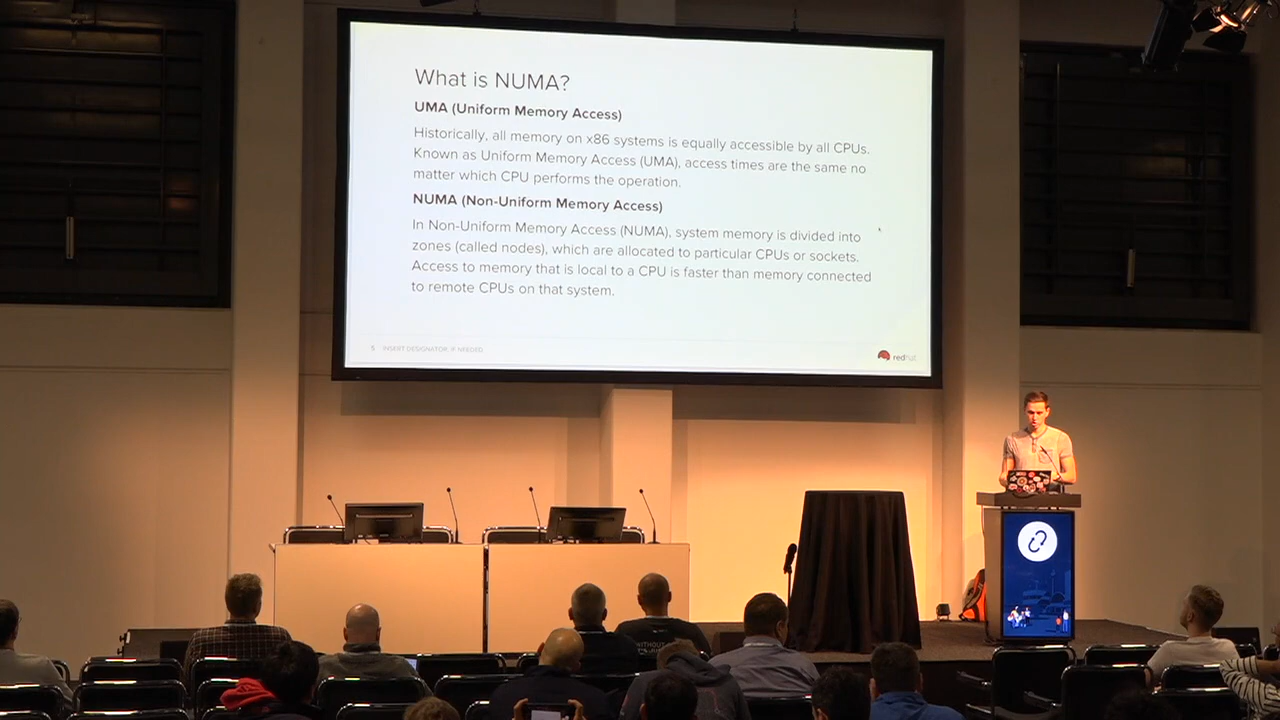 What is NUMA?
UMA (Uniform Memory Access)
Historically, all memory on x86 systems is equally accessible by all CPUs.
Known as Uniform Memory Access (UMA), access times are the same no
matter which CPU performs the operation.
NUMA (Non-Uniform Memory Access)
In Non-Uniform Memory Access (NUMA), system memory is divided into
zones (called nodes), which are allocated to particular CPUs or sockets.
Access to memory that is local to a CPU is faster than memory connected
to remote CPUs on that system.
5 INSERT DESIGNATOR, IF NEEDED
redhat
WITHOUT